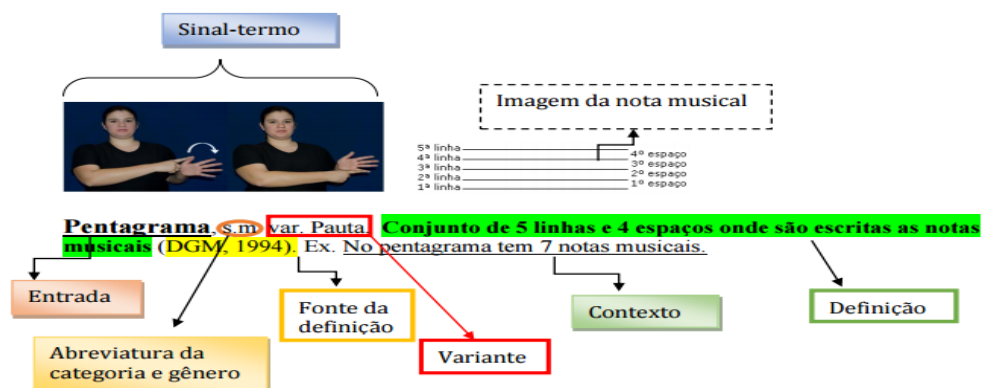 Sinal-termo
Imagem da nota musical
5ª linha
4ª linha
3ª linha
2ª linha
1ª linha
4º espaço
3º espaço
2º espaço
1º espaço
Pentagrama, s.m var. Pauta. Conjunto de 5 linhas e 4 espaços onde são escritas as notas
musicais (DGM, 1994). Ex. No pentagrama tem 7 notas musicais.
Entrada
Fonte da
definição
Contexto
Definição
Abreviatura da
categoria e gênero
Variante